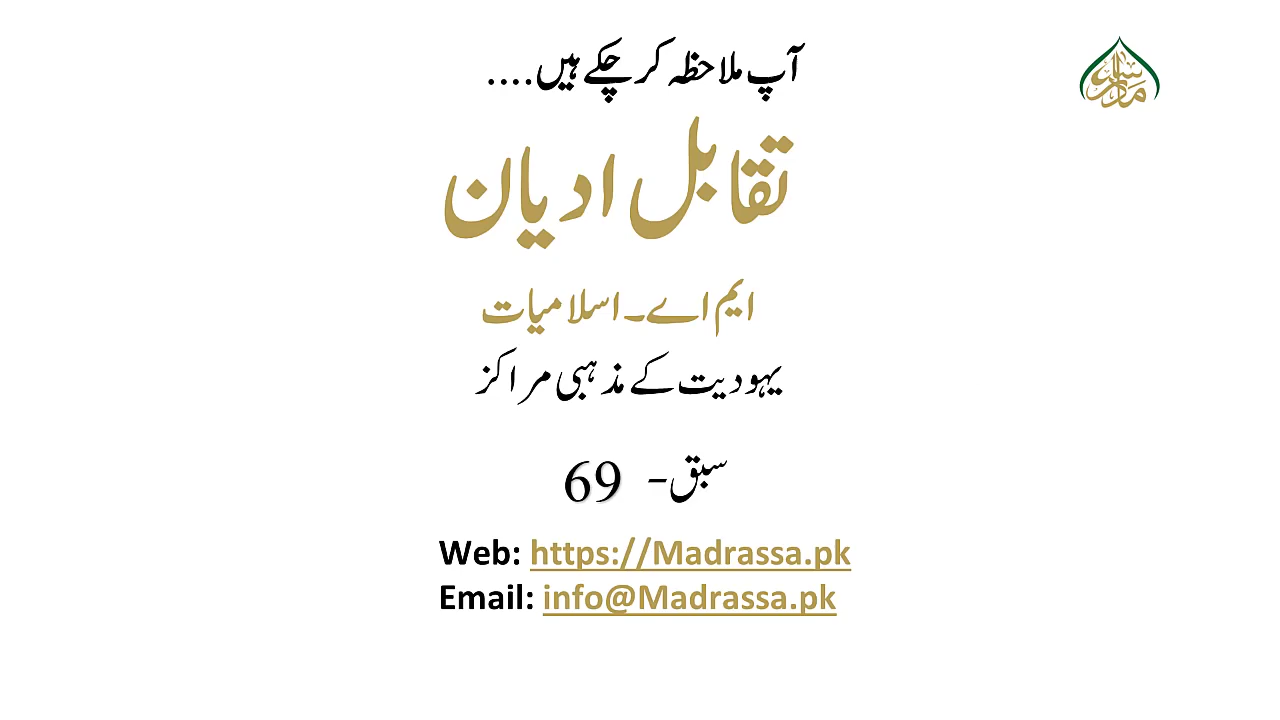 آپ ملاحظہ کر چکے ہیں....
تقابل ادیان
ایم اے۔ اسلامیات
یہودیت کے مذہبی مراکز
سبق - 69
Web: https://Madrassa.pk
Email: info@Madrassa.pk